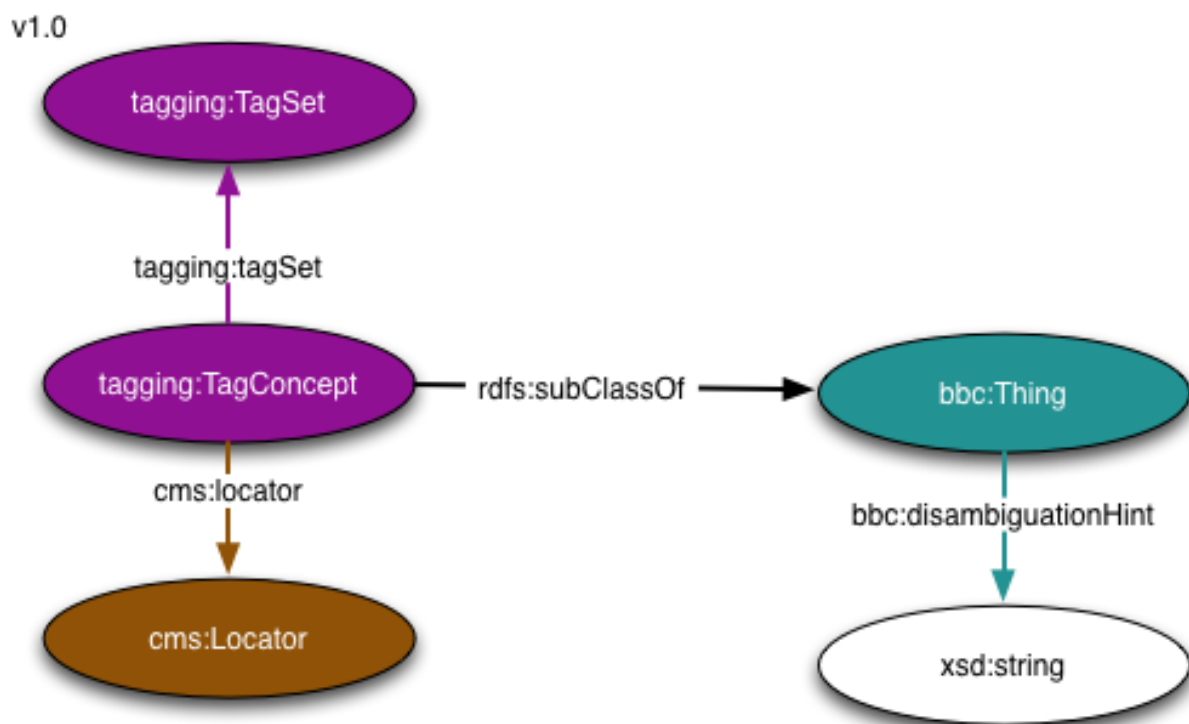 v1.0
tagging:TagSet
tagging:tagSet
tagging:TagConcept
rdfs:subClassOf
bbc:Thing
cms:locator
bbc:disambiguationHint
cms:Locator
xsd:string